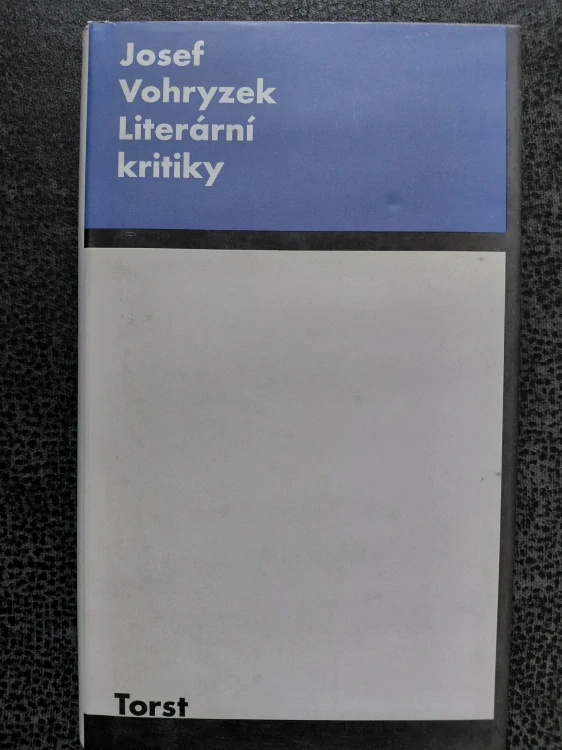 Josef
Vohryzek
Literární
kritiky
Torst